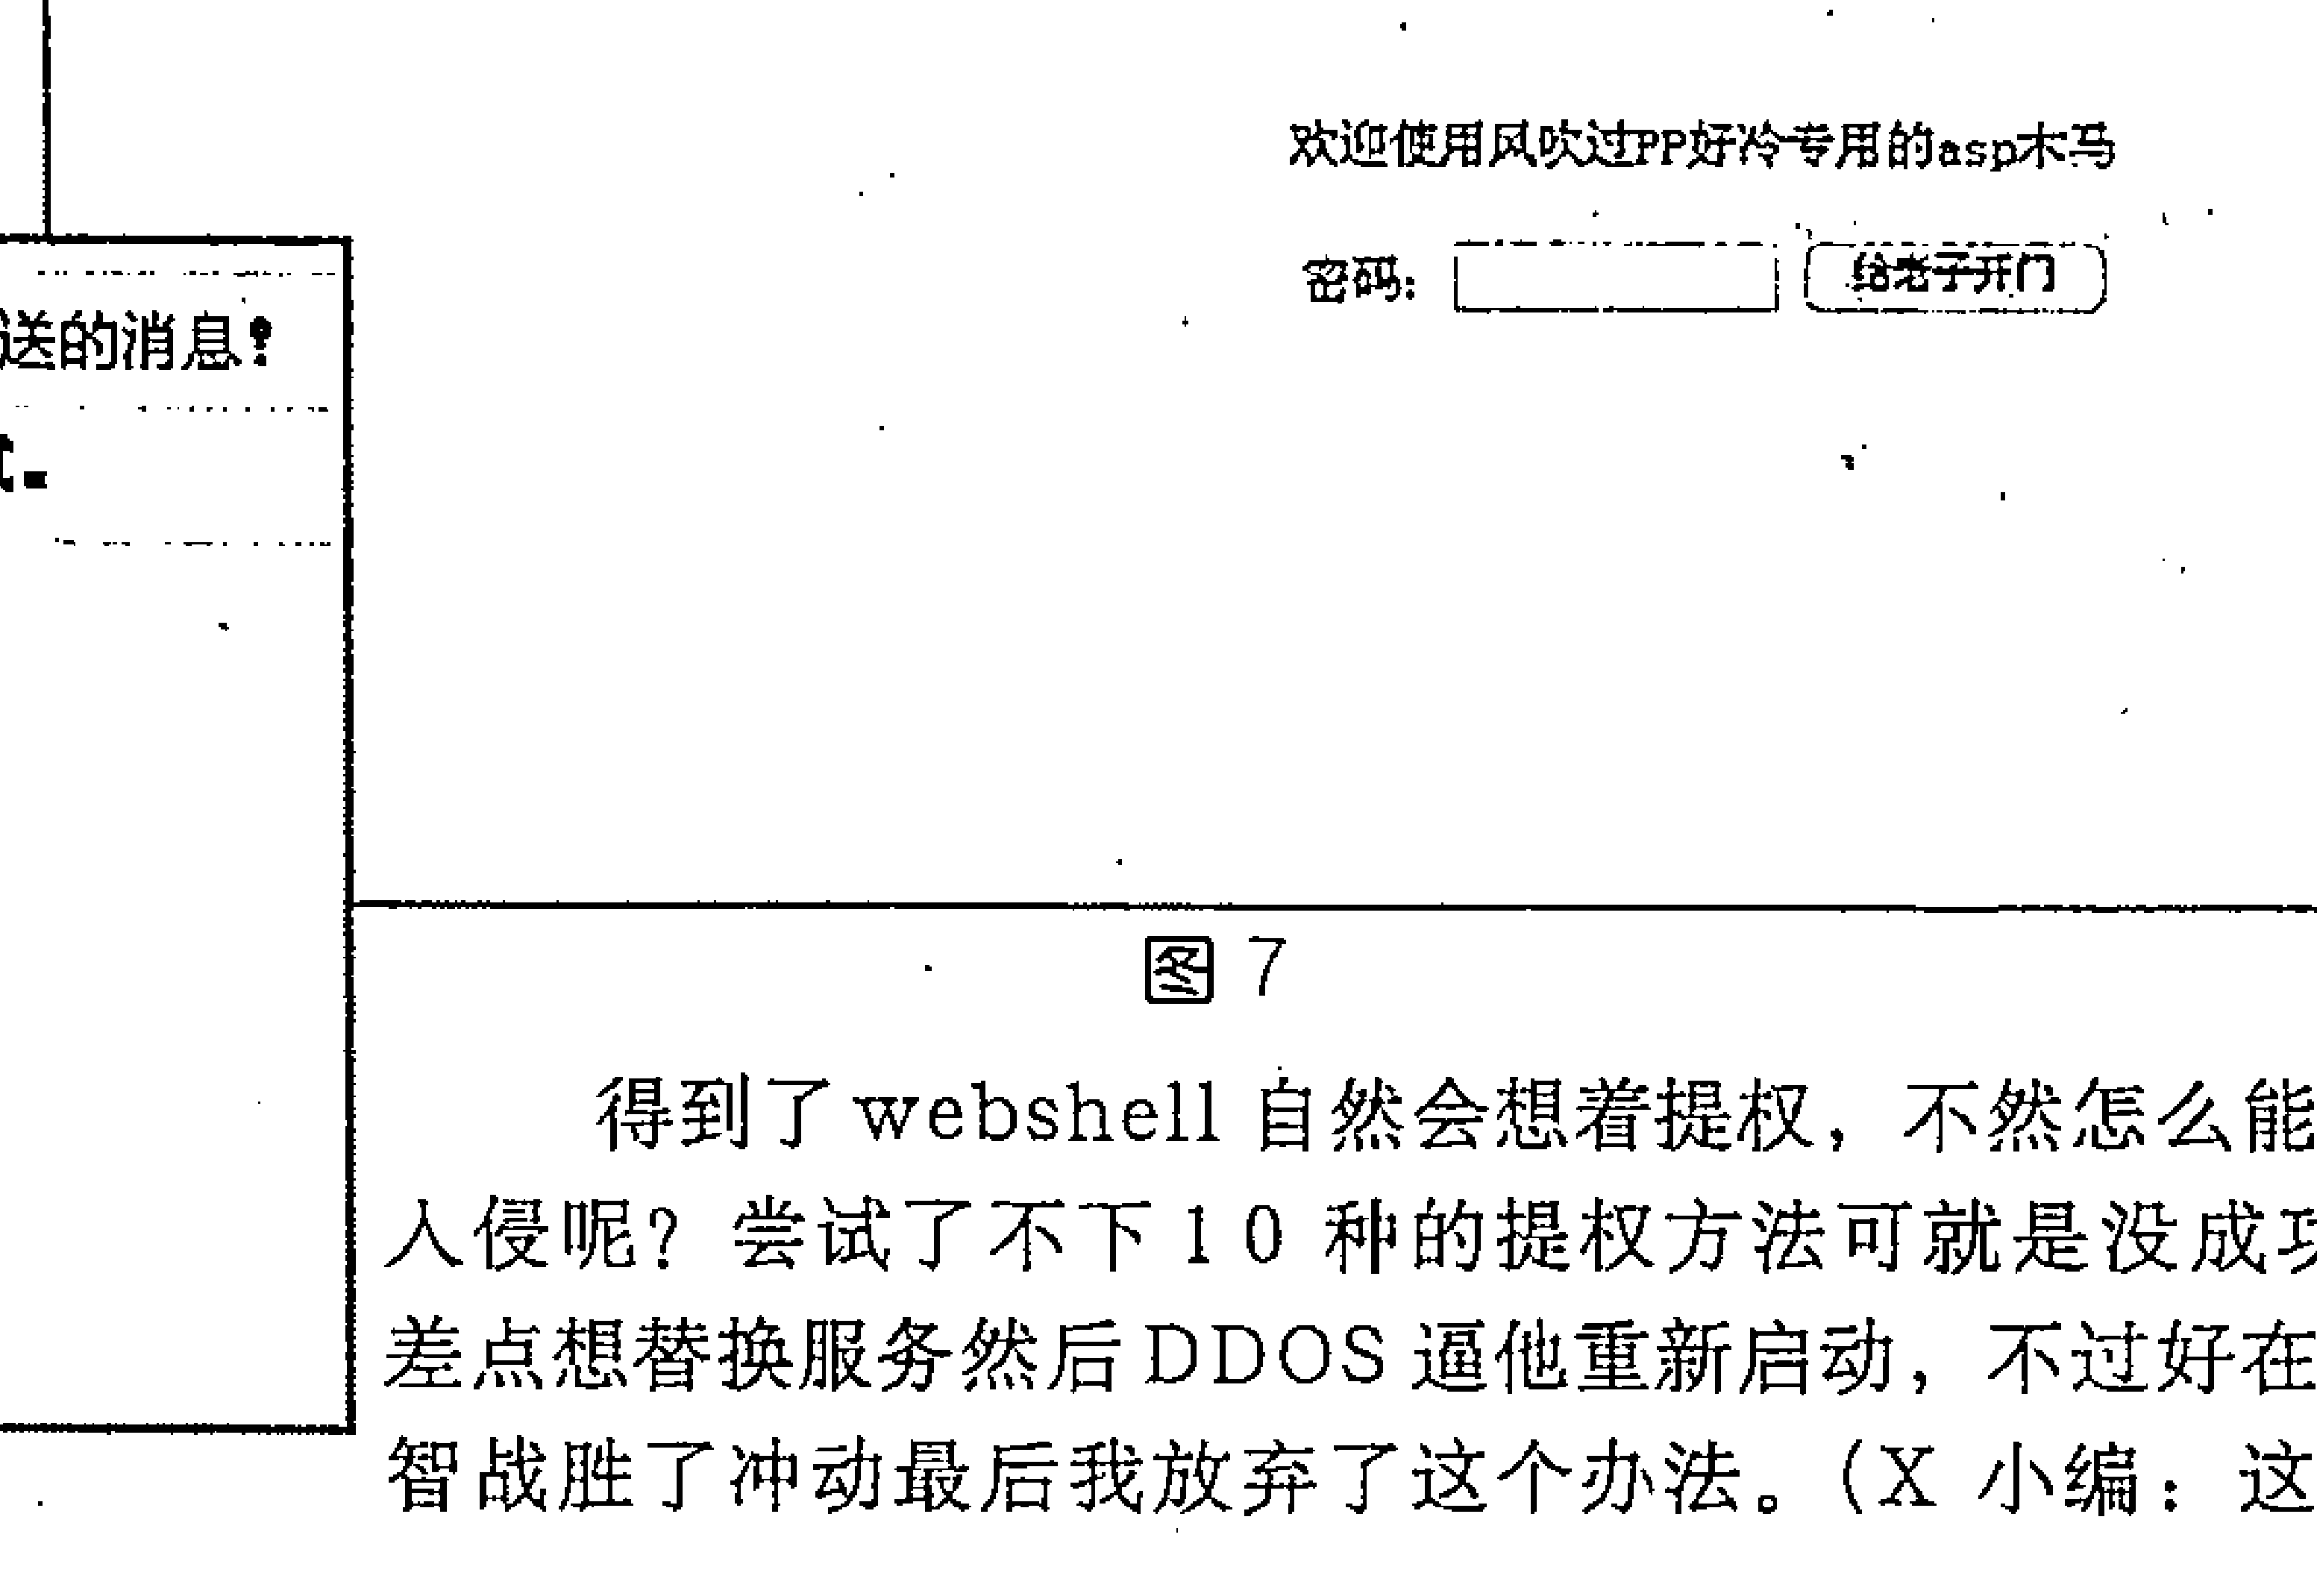 欢迎使用风吹过PP好冷专用的asp木马
密码: 给老子开门
送的消息!
图 7
得到了webshell自然会想着提权，不然怎么能
入侵呢？尝试了不下10 种的提权方法可就是没成功
差点想替换服务然后DDOS逼他重新启动，不过好在
智战胜了冲动最后我放弃了这个办法。(X 小编：这